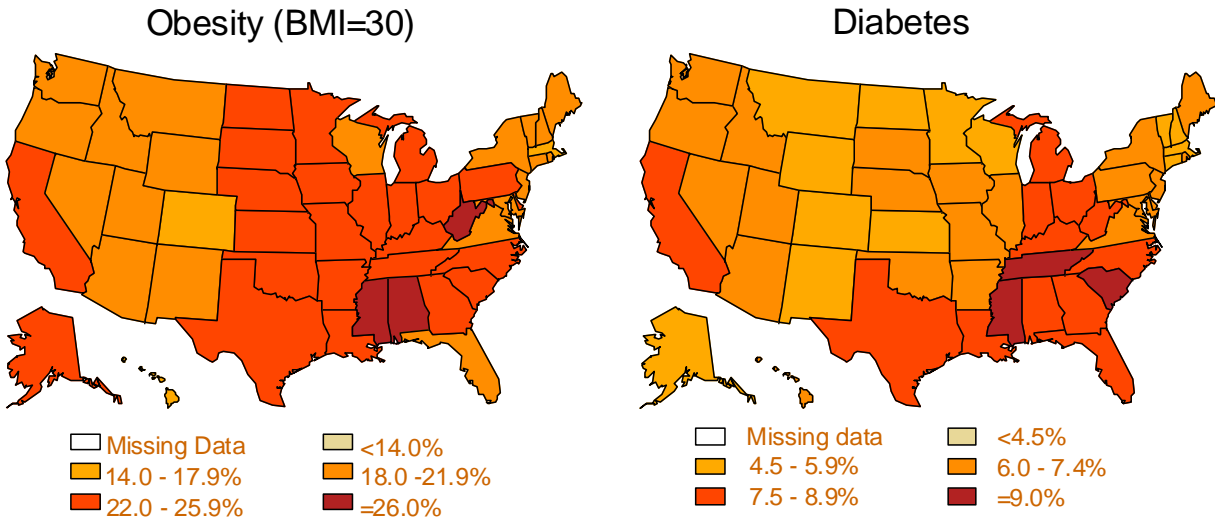 Obesity (BMI=30)
Missing Data
<14.0%
14.0 - 17.9%
18.0 -21.9%
22.0 - 25.9%
=26.0%
Diabetes
Missing data
<4.5%
4.5 - 5.9%
6.0 - 7.4%
7.5 - 8.9%
=9.0%